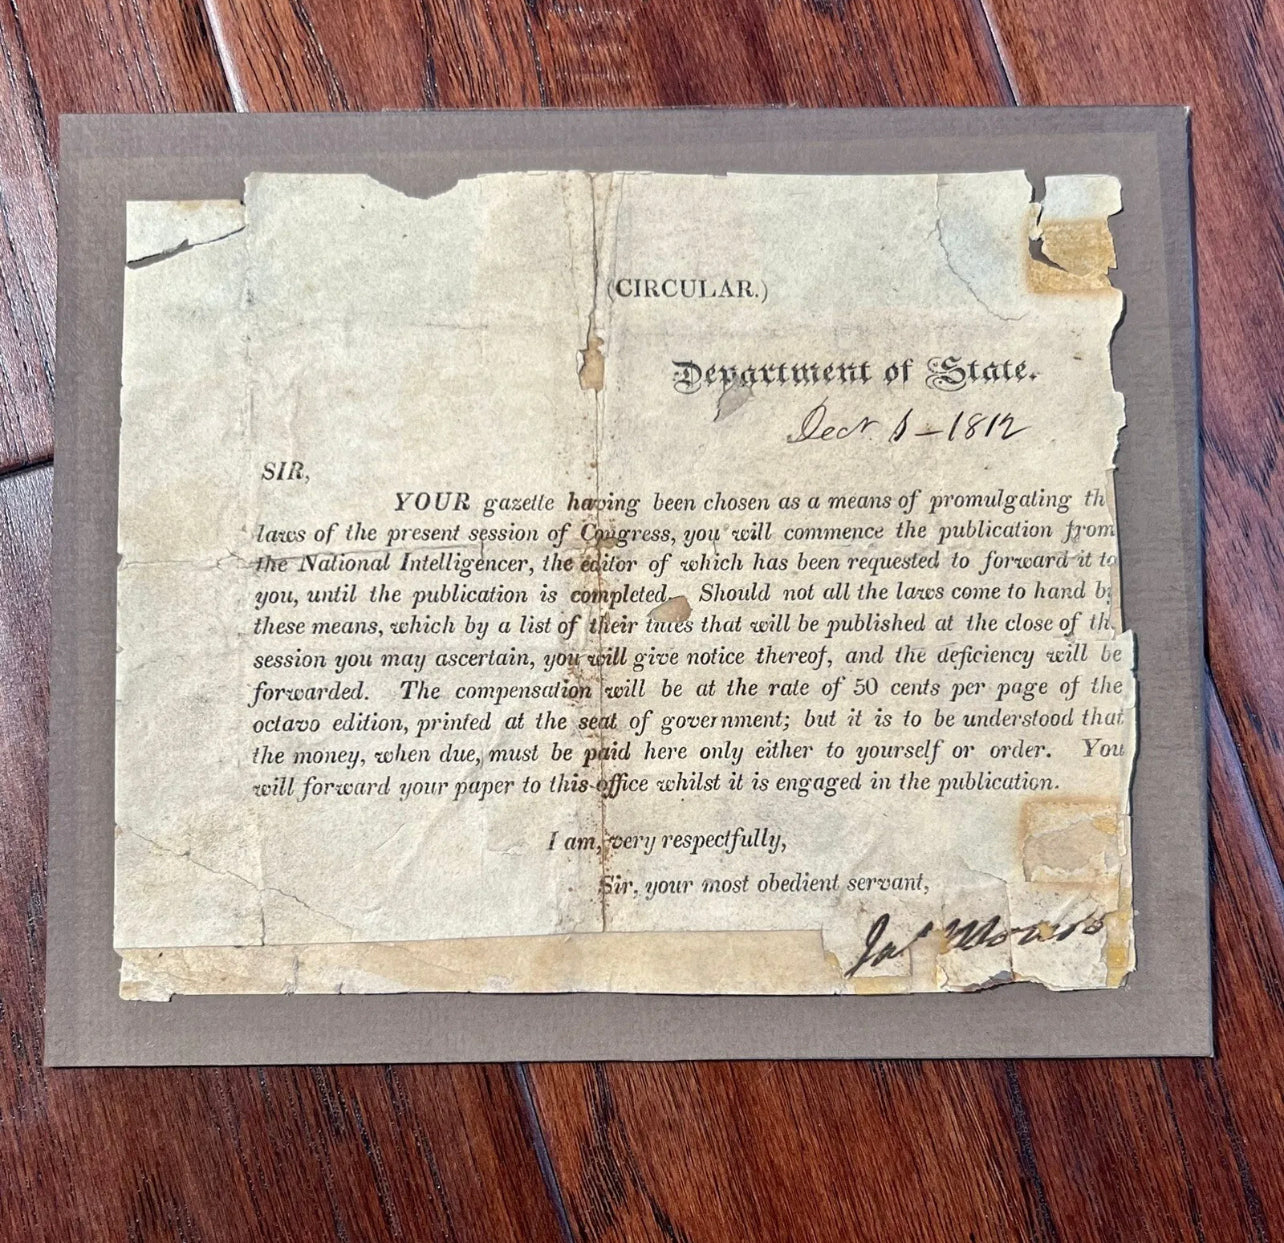 (CIRCULAR.)
Department of State.
Decr. 1 — 1812
SIR,
YOUR gazette having been chosen as a means of promulgating th
laws of the present session of Congress, you will commence the publication from
the National Intelligencer, the editor of which has been requested to forward it to
you, until the publication is completed. Should not all the laws come to hand by
these means, which by a list of their titles that will be published at the close of th
session you may ascertain, you will give notice thereof, and the deficiency will be
forwarded. The compensation will be at the rate of 50 cents per page of the
octavo edition, printed at the seat of government; but it is to be understood that
the money, when due, must be paid here only either to yourself or order. You
will forward your paper to this office whilst it is engaged in the publication.
I am, very respectfully,
Sir, your most obedient servant,
Jas Monroe